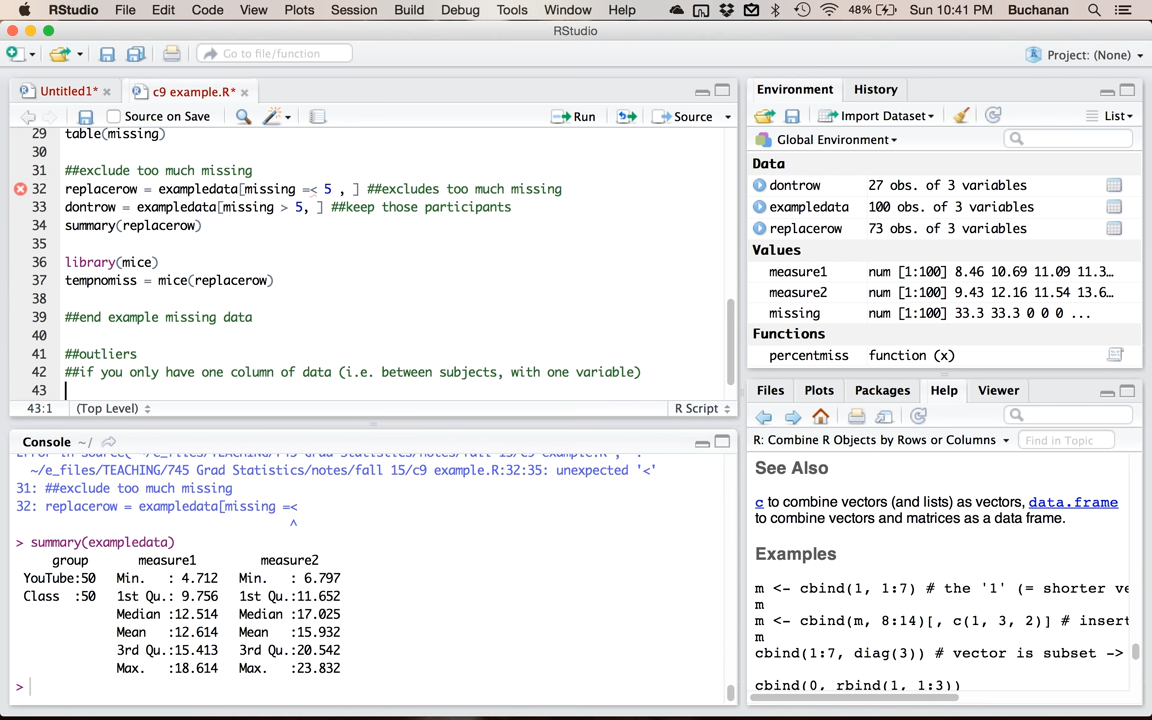 RStudio File Edit Code View Plots Session Build Debug Tools Window Help 48% Sun 10:41 PM Buchanan
RStudio
Go to file/function Project: (None)
Untitled1* c9 example.R*
Source on Save Run Source
29 table(missing)
30
31 ##exclude too much missing
32 replacerow = exampledata[missing =< 5 , ] ##excludes too much missing
33 dontrow = exampledata[missing > 5, ] ##keep those participants
34 summary(replacerow)
35
36 library(mice)
37 tempnomiss = mice(replacerow)
38
39 ##end example missing data
40
41 ##outliers
42 ##if you only have one column of data (i.e. between subjects, with one variable)
43
43:1 (Top Level) R Script
Console ~/
~/e_files/TEACHING/745 Grad Statistics/notes/fall 15/c9 example.R:32:35: unexpected '<'
31: ##exclude too much missing
32: replacerow = exampledata[missing =<
^
> summary(exampledata)
group measure1 measure2
YouTube:50 Min. : 4.712 Min. : 6.797
Class :50 1st Qu.: 9.756 1st Qu.:11.652
Median :12.514 Median :17.025
Mean :12.614 Mean :15.932
3rd Qu.:15.413 3rd Qu.:20.542
Max. :18.614 Max. :23.832
>
Environment History
Import Dataset List
Global Environment
Data
dontrow 27 obs. of 3 variables
exampledata 100 obs. of 3 variables
replacerow 73 obs. of 3 variables
Values
measure1 num [1:100] 8.46 10.69 11.09 11.3…
measure2 num [1:100] 9.43 12.16 11.54 13.6…
missing num [1:100] 33.3 33.3 0 0 0 ...
Functions
percentmiss function (x)
Files Plots Packages Help Viewer
R: Combine R Objects by Rows or Columns Find in Topic
See Also
c to combine vectors (and lists) as vectors, data.frame
to combine vectors and matrices as a data frame.
Examples
m <- cbind(1, 1:7) # the '1' (= shorter ve
m
m <- cbind(m, 8:14)[, c(1, 3, 2)] # insert
m
cbind(1:7, diag(3)) # vector is subset ->
cbind(0, rbind(1, 1:3))